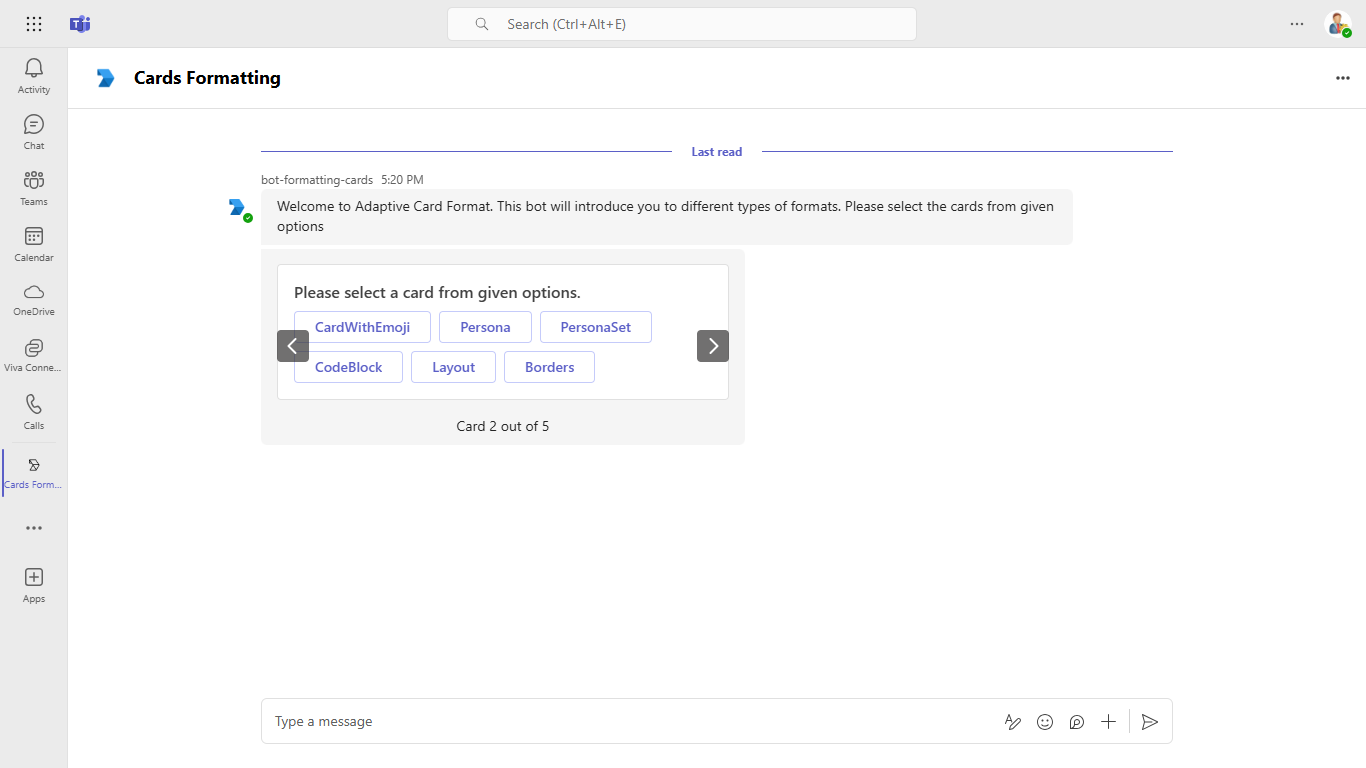 Search (Ctrl+Alt+E)
Activity
Chat
Teams
Calendar
OneDrive
Viva Conne...
Calls
Cards Form...
Apps
Cards Formatting
Last read
bot-formatting-cards 5:20 PM
Welcome to Adaptive Card Format. This bot will introduce you to different types of formats. Please select the cards from given
options
Please select a card from given options.
CardWithEmoji Persona PersonaSet
CodeBlock Layout Borders
Card 2 out of 5
Type a message